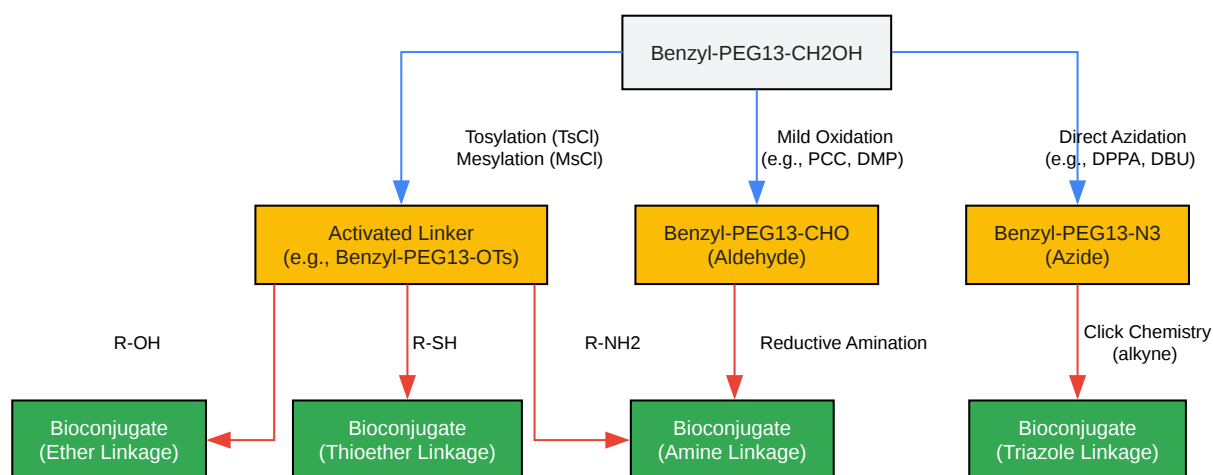 Benzyl-PEG13-CH2OH
Tosylation (TsCl)
Mesylation (MsCl)
Mild Oxidation
(e.g., PCC, DMP)
Direct Azidation
(e.g., DPPA, DBU)
Activated Linker
(e.g., Benzyl-PEG13-OTs)
Benzyl-PEG13-CHO
(Aldehyde)
Benzyl-PEG13-N3
(Azide)
R-OH
R-SH
R-NH2
Reductive Amination
Click Chemistry
(alkyne)
Bioconjugate
(Ether Linkage)
Bioconjugate
(Thioether Linkage)
Bioconjugate
(Amine Linkage)
Bioconjugate
(Triazole Linkage)